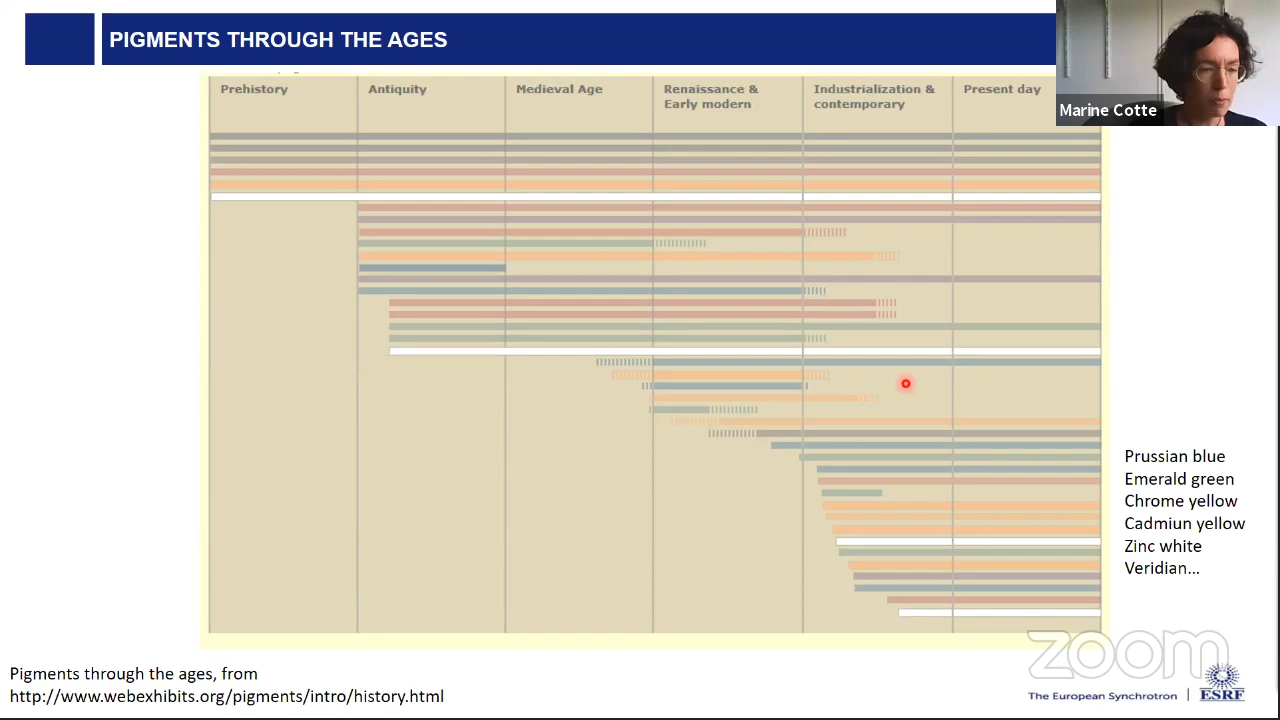 PIGMENTS THROUGH THE AGES
Marine Cotte
Prehistory
Antiquity
Medieval Age
Renaissance &
Early modern
Industrialization &
contemporary
Present day
Prussian blue
Emerald green
Chrome yellow
Cadmiun yellow
Zinc white
Veridian...
Pigments through the ages, from
http://www.webexhibits.org/pigments/intro/history.html
zoom
The European Synchrotron
ESRF